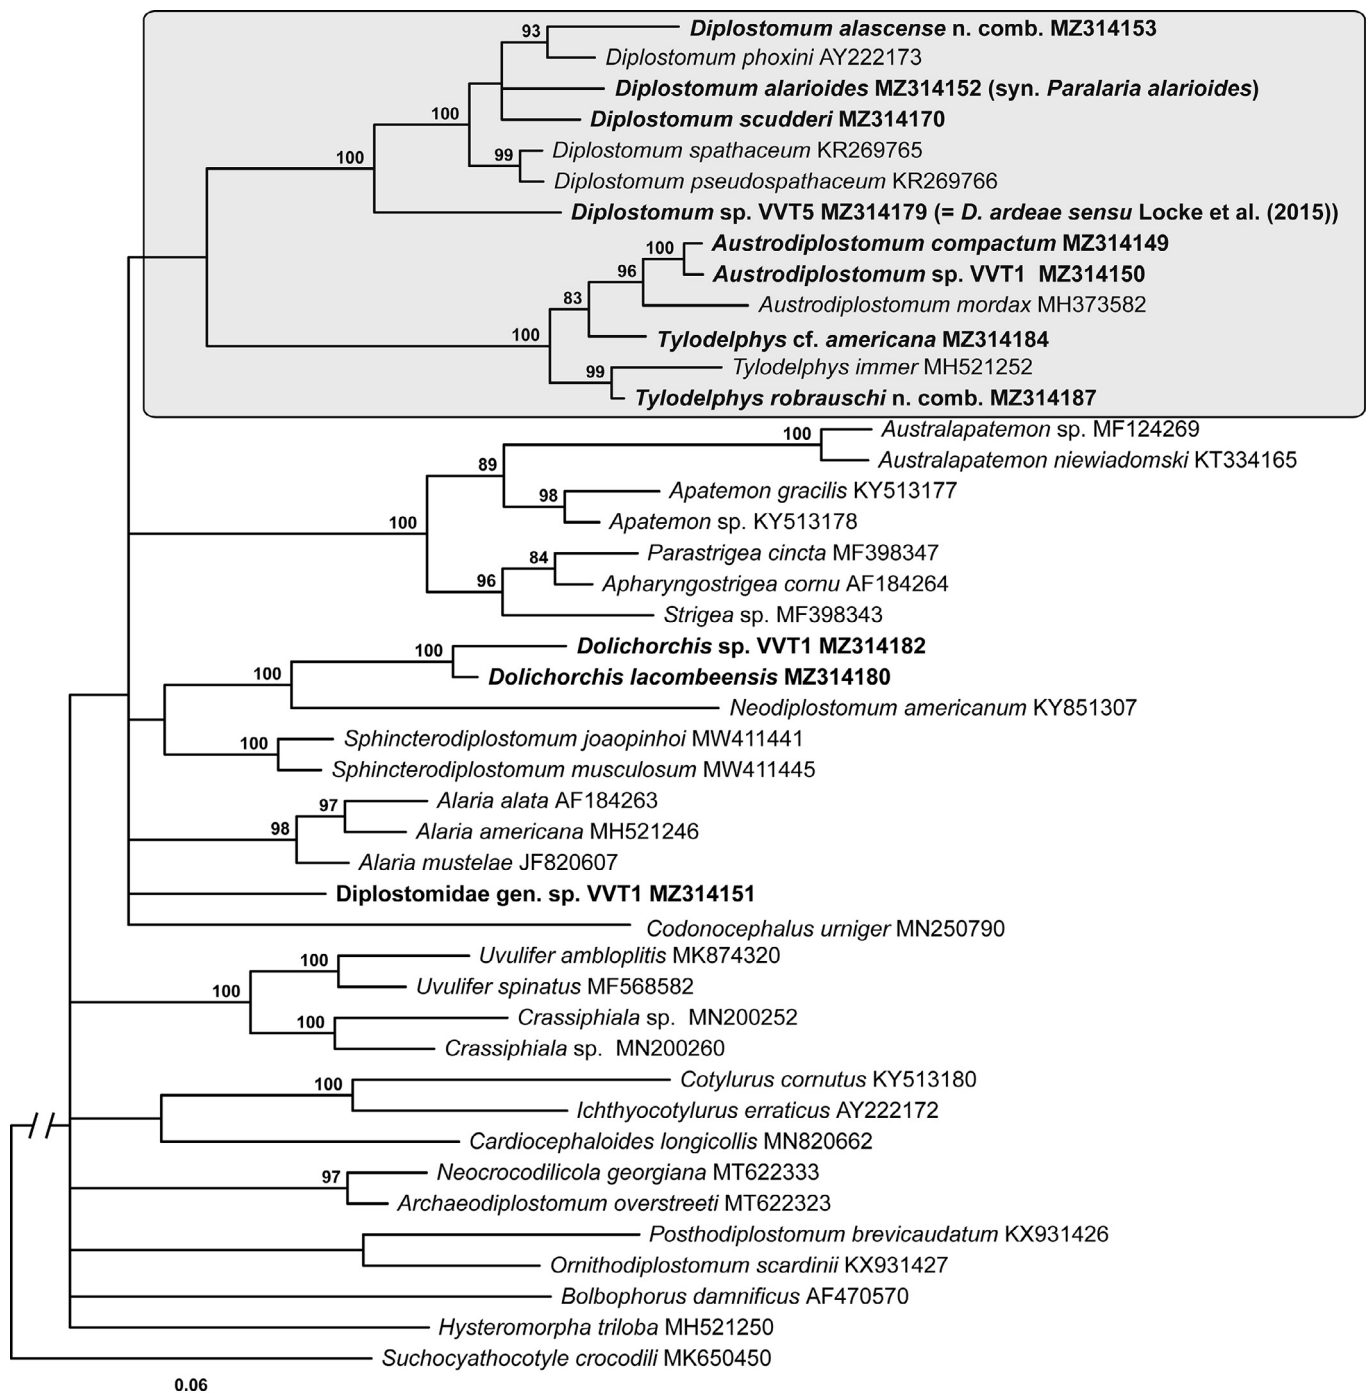 93
Diplostomum alascense n. comb. MZ314153
Diplostomum phoxini AY222173
Diplostomum alarioides MZ314152 (syn. Paralaria alarioides)
100
Diplostomum scudderi MZ314170
100
99
Diplostomum spathaceum KR269765
Diplostomum pseudospathaceum KR269766
Diplostomum sp. VVT5 MZ314179 (= D. ardeae sensu Locke et al. (2015))
100
Austrodiplostomum compactum MZ314149
96
Austrodiplostomum sp. VVT1 MZ314150
83
Austrodiplostomum mordax MH373582
100
Tylodelphys cf. americana MZ314184
99
Tylodelphys immer MH521252
Tylodelphys robrauschi n. comb. MZ314187
100
Australapatemon sp. MF124269
89
Australapatemon niewiadomski KT334165
98
Apatemon gracilis KY513177
100
Apatemon sp. KY513178
84
Parastrigea cincta MF398347
96
Apharyngostrigea cornu AF184264
Strigea sp. MF398343
100
Dolichorchis sp. VVT1 MZ314182
100
Dolichorchis lacombeensis MZ314180
Neodiplostomum americanum KY851307
100
Sphincterodiplostomum joaopinhoi MW411441
Sphincterodiplostomum musculosum MW411445
97
Alaria alata AF184263
98
Alaria americana MH521246
Alaria mustelae JF820607
Diplostomidae gen. sp. VVT1 MZ314151
Codonocephalus urniger MN250790
100
Uvulifer ambloplitis MK874320
100
Uvulifer spinatus MF568582
100
Crassiphiala sp. MN200252
Crassiphiala sp. MN200260
100
Cotylurus cornutus KY513180
Ichthyocotylurus erraticus AY222172
Cardiocephaloides longicollis MN820662
97
Neocrocodilicola georgiana MT622333
Archaeodiplostomum overstreeti MT622323
Posthodiplostomum brevicaudatum KX931426
Ornithodiplostomum scardinii KX931427
Bolbophorus damnificus AF470570
Hysteromorpha triloba MH521250
Suchocyathocotyle crocodili MK650450
0.06